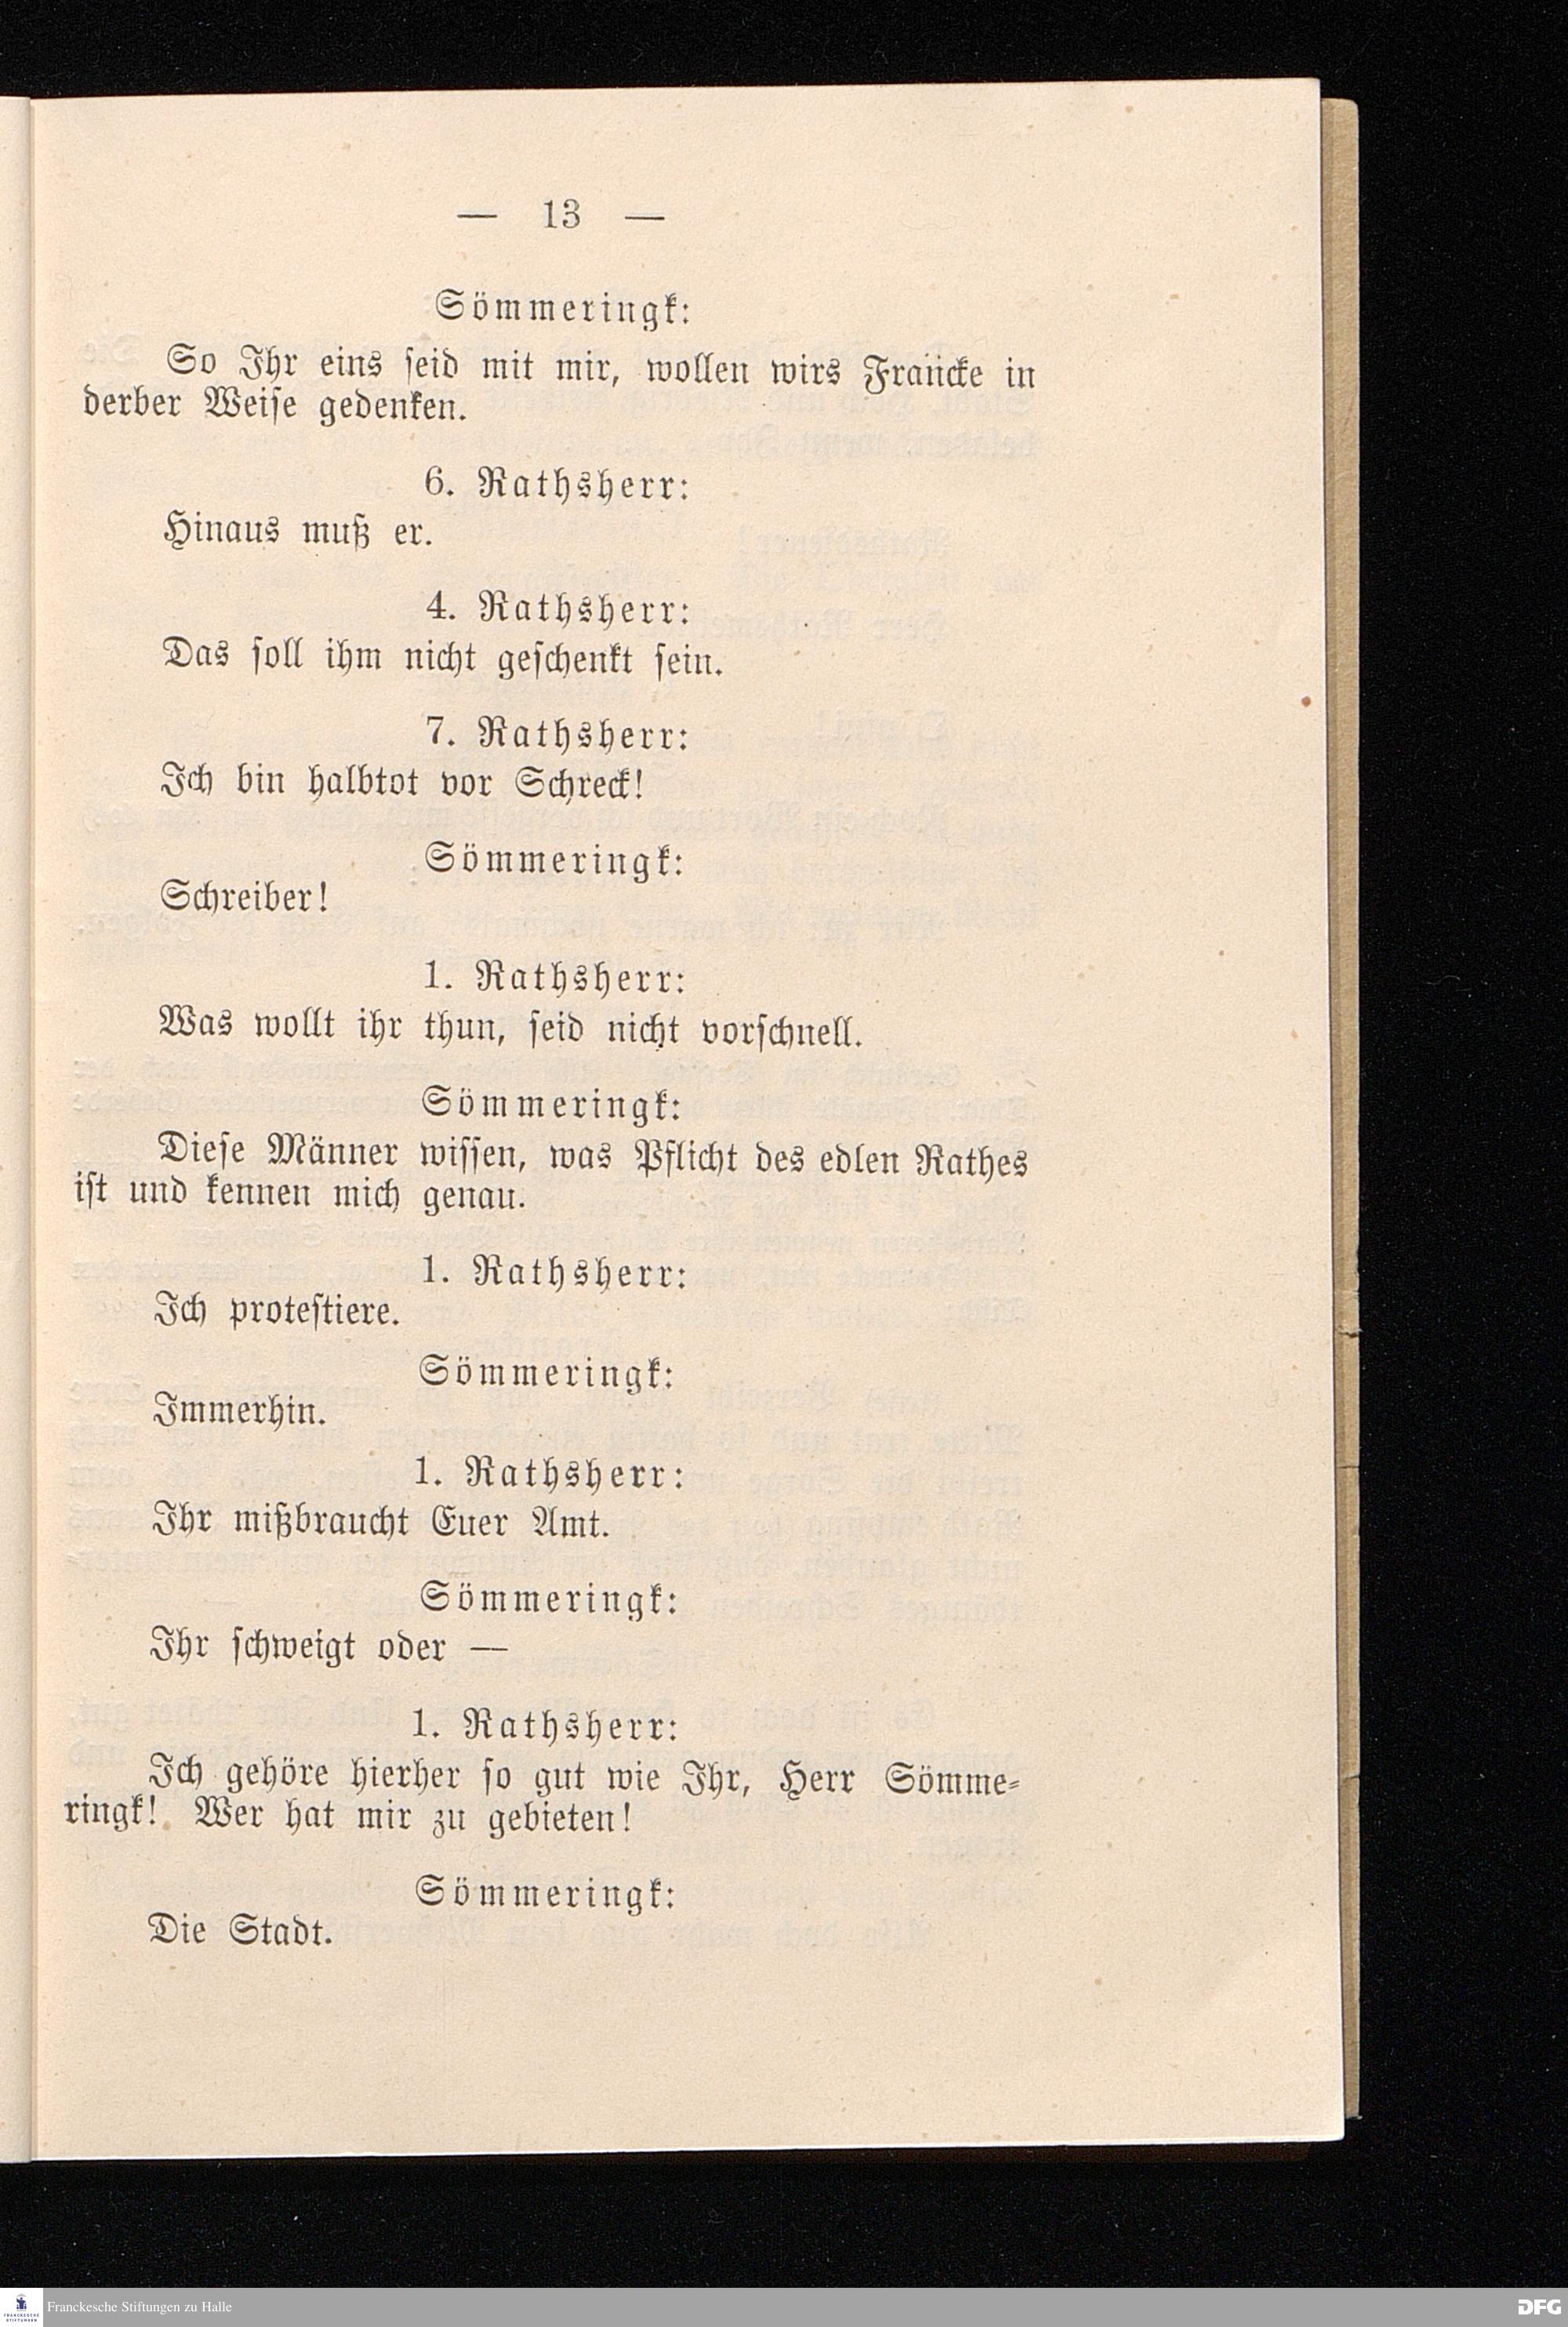 — 13 —
Sömmeringk:
So Ihr eins seid mit mir, wollen wirs Francke in
derber Weise gedenken.
6. Rathsherr:
Hinaus muß er.
4. Rathsherr:
Das soll ihm nicht geschenkt sein.
7. Rathsherr:
Ich bin halbtot vor Schreck!
Sömmeringk:
Schreiber!
1. Rathsherr:
Was wollt ihr thun, seid nicht vorschnell.
Sömmeringk:
Diese Männer wissen, was Pflicht des edlen Rathes
ist und kennen mich genau.
1. Rathsherr:
Ich protestiere.
Sömmeringk:
Immerhin.
1. Rathsherr:
Ihr mißbraucht Euer Amt.
Sömmeringk:
Ihr schweigt oder —
1. Rathsherr:
Ich gehöre hierher so gut wie Ihr, Herr Sömme-
ringk! Wer hat mir zu gebieten!
Sömmeringk:
Die Stadt.
FRANCKESCHE
STIFTUNGEN
Franckesche Stiftungen zu Halle
DFG